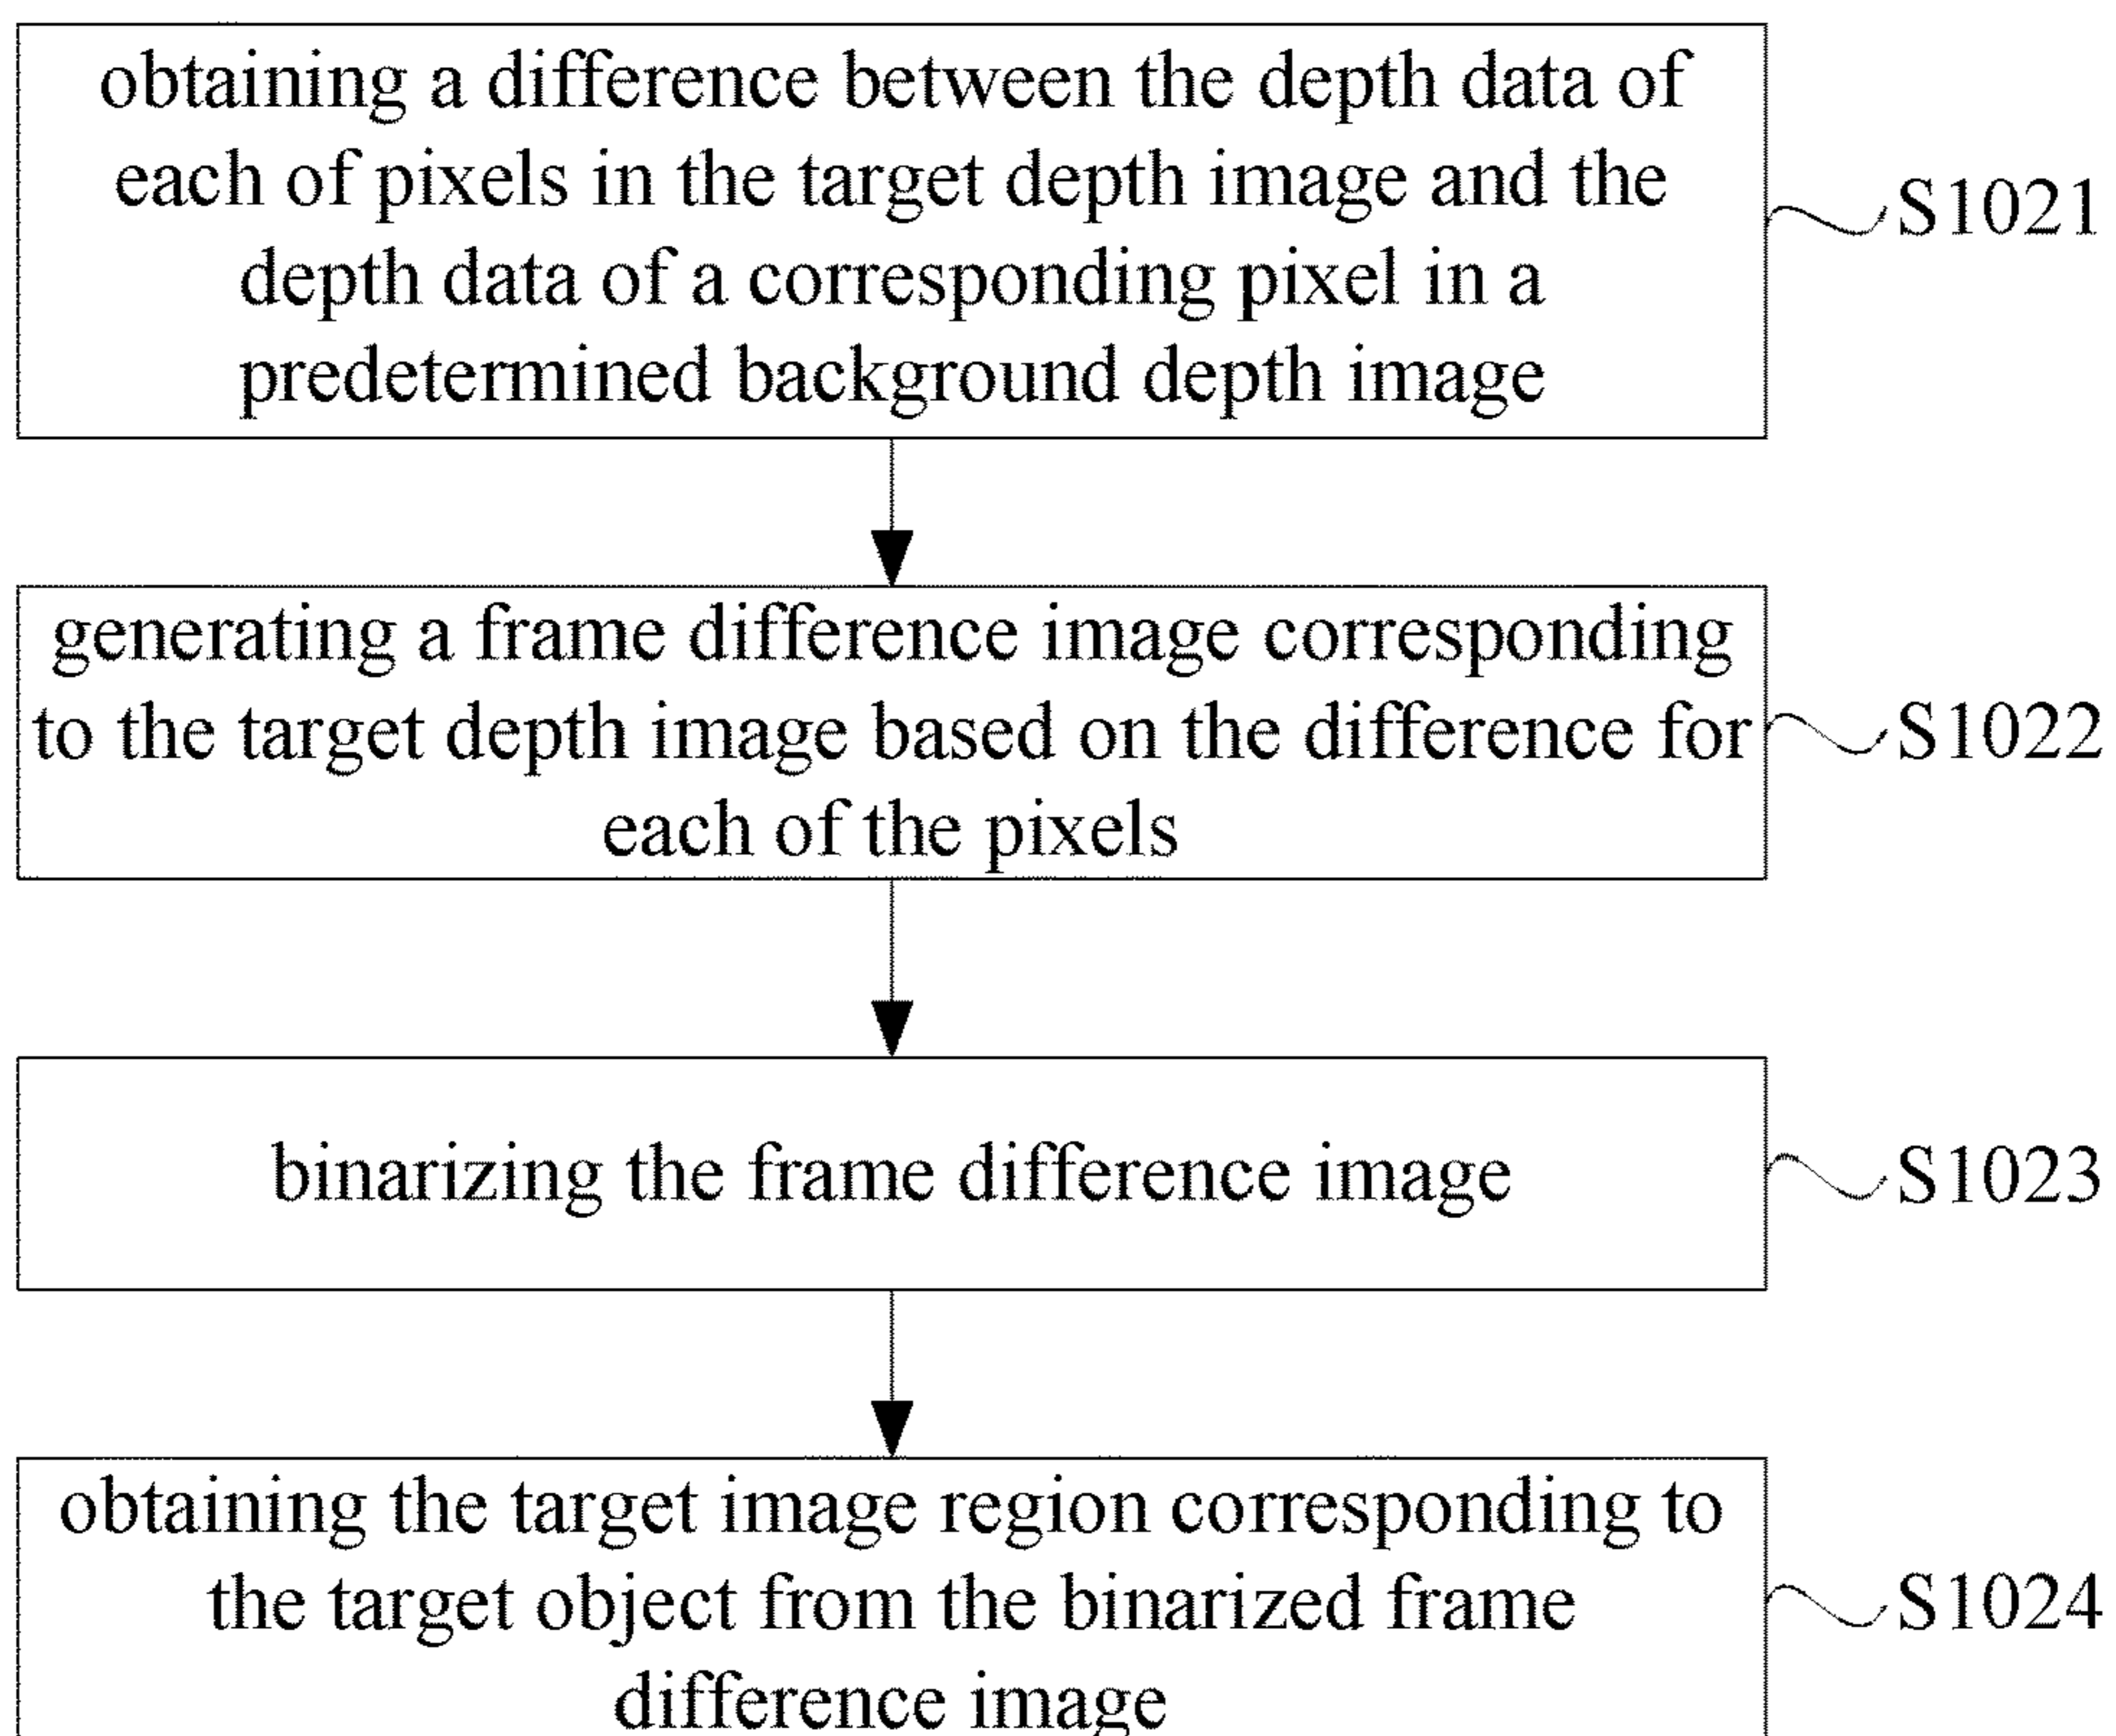 obtaining a difference between the depth data of
each of pixels in the target depth image and the
depth data of a corresponding pixel in a
predetermined background depth image
S1021
generating a frame difference image corresponding
to the target depth image based on the difference for
each of the pixels
S1022
binarizing the frame difference image
S1023
obtaining the target image region corresponding to
the target object from the binarized frame
difference image
S1024